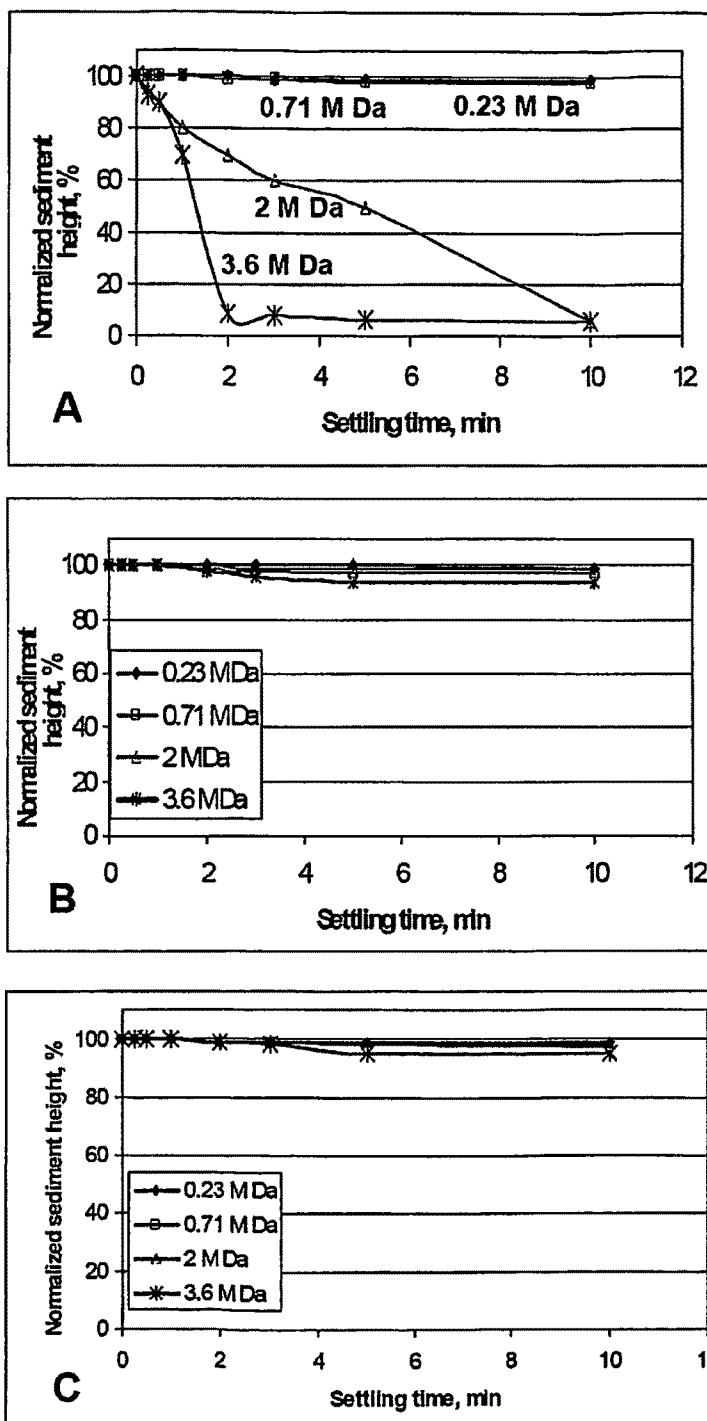 Normalized sediment
height, %
100
80
60
40
20
0
0.71 M Da
0.23 M Da
2 M Da
3.6 M Da
0 2 4 6 8 10 12
A
Settling time, min
Normalized sediment
height, %
100
80
60
40
20
0
0.23 MDa
0.71 MDa
2 MDa
3.6 MDa
0 2 4 6 8 10 12
B
Settling time, min
Normalized sediment height, %
100
80
60
40
20
0
0.23 M Da
0.71 M Da
2 M Da
3.6 M Da
0 2 4 6 8 10
C
Settling time, min